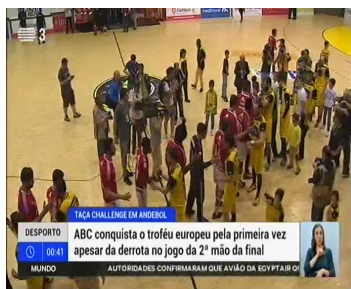 3
TAÇA CHALLENGE EM ANDEBOL
DESPORTO
ABC conquista o troféu europeu pela primeira vez
apesar da derrota no jogo da 2ª mão da final
00:41
MUNDO
AUTORIDADES CONFIRMARAM QUE AVIÃO DA EGYPTAIR